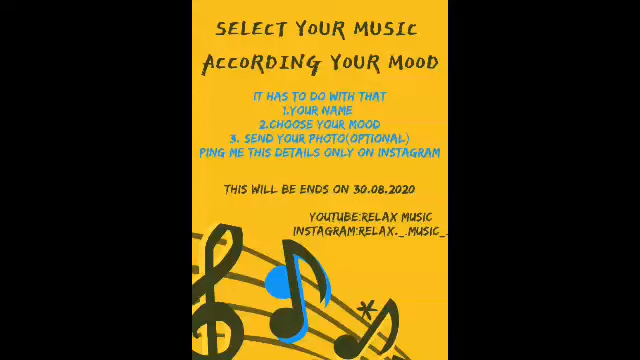 SELECT YOUR MUSIC
ACCORDING YOUR MOOD
IT HAS TO DO WITH THAT
1.YOUR NAME
2.CHOOSE YOUR MOOD
3. SEND YOUR PHOTO(OPTIONAL)
PING ME THIS DETAILS ONLY ON INSTAGRAM
THIS WILL BE ENDS ON 30.08.2020
YOUTUBE:RELAX MUSIC
INSTAGRAM:RELAX._.MUSIC_.